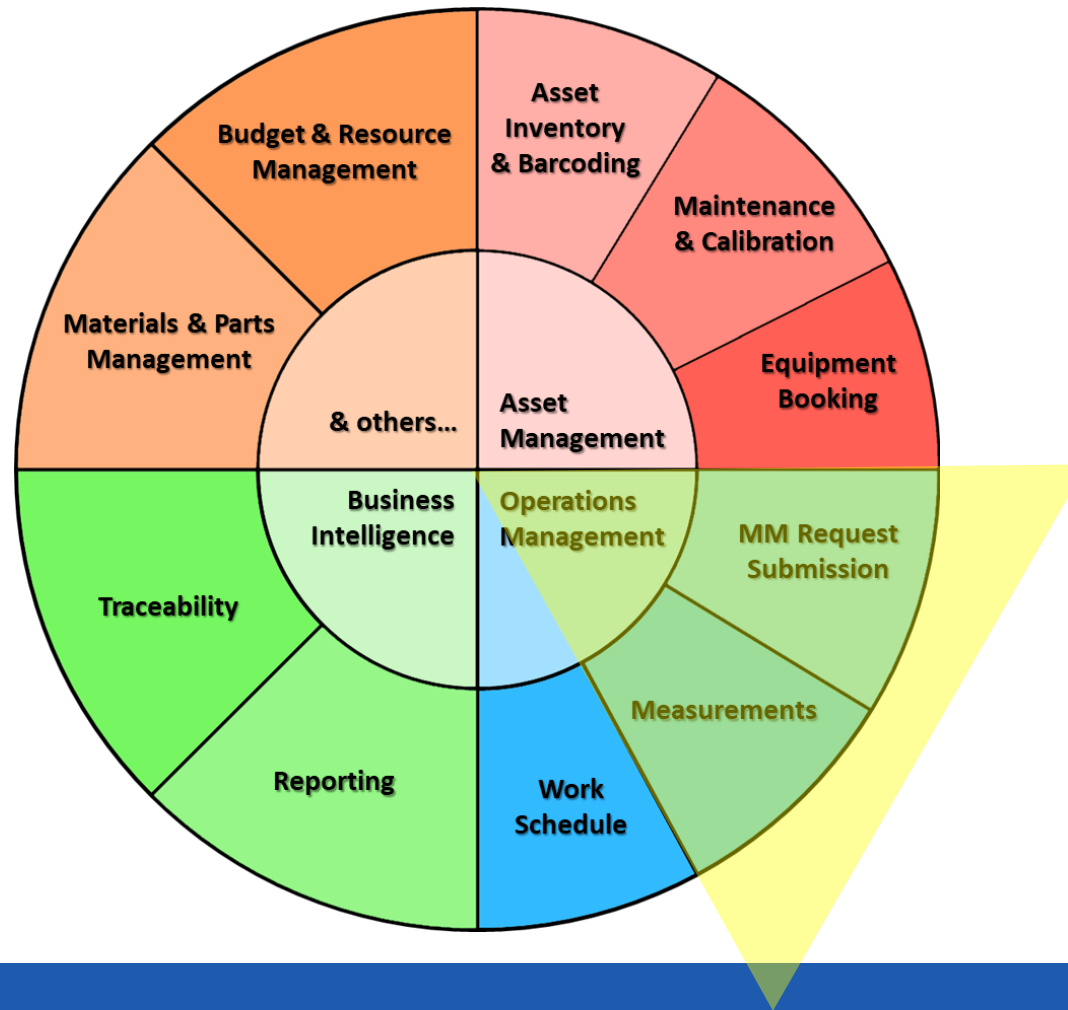 Asset
Inventory
& Barcoding
Budget & Resource
Management
Maintenance
& Calibration
Materials & Parts
Management
Equipment
Booking
& others...
Asset
Management
Business
Intelligence
Operations
Management
MM Request
Submission
Traceability
Measurements
Reporting
Work
Schedule